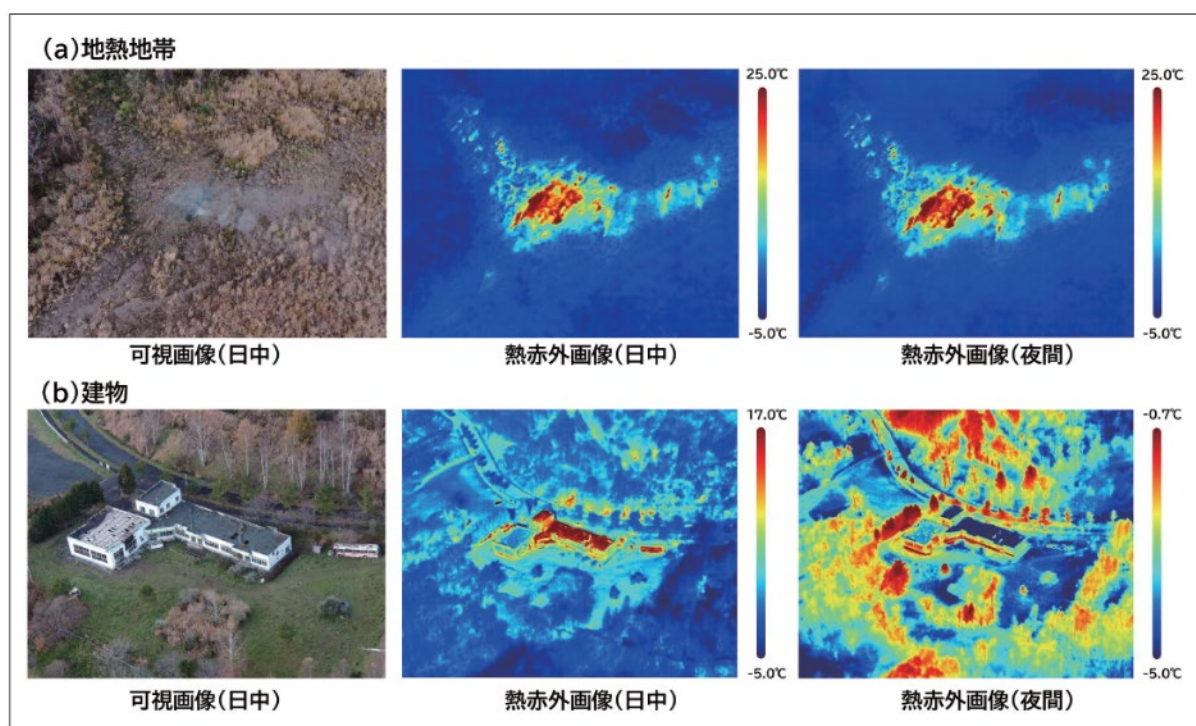 (a)地熱地帯
25.0℃
25.0℃
-5.0℃
-5.0℃
可視画像(日中)
熱赤外画像(日中)
熱赤外画像(夜間)
(b)建物
17.0℃
-0.7℃
-5.0℃
-5.0℃
可視画像(日中)
熱赤外画像(日中)
熱赤外画像(夜間)